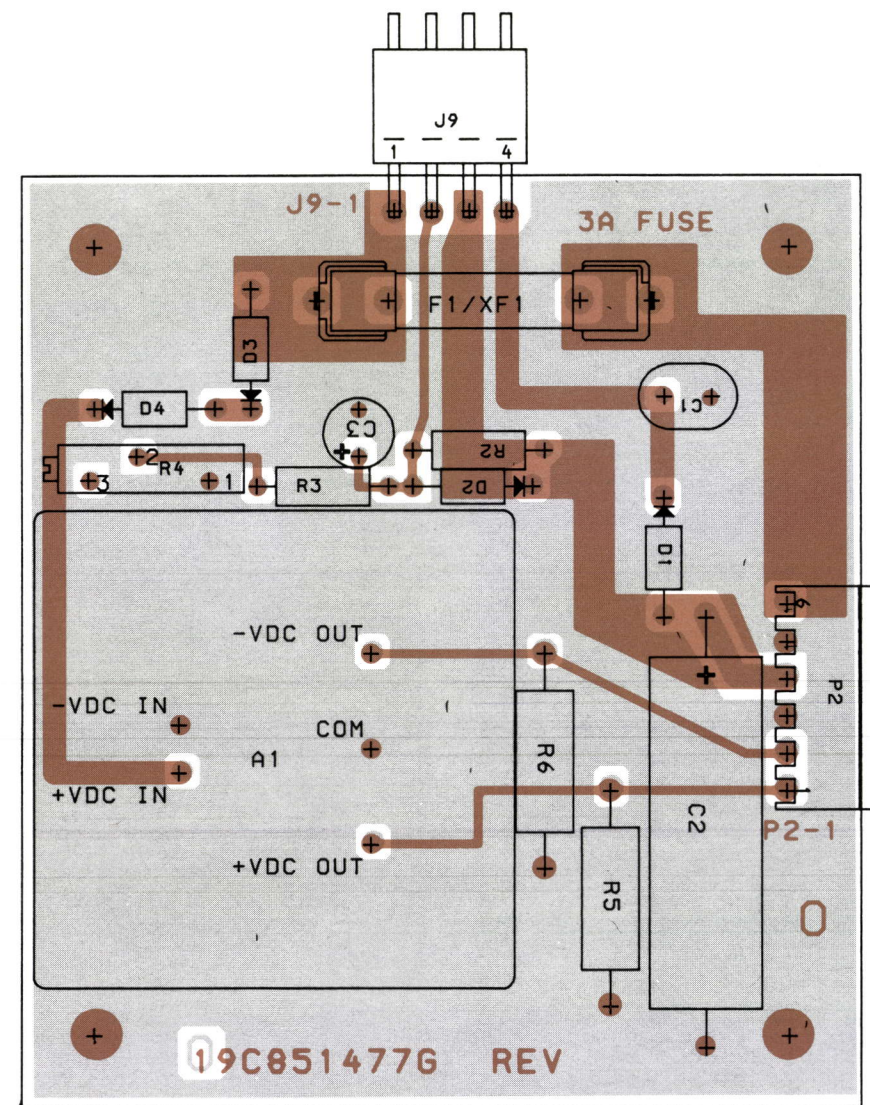 J9
1 4
J9-1
3A FUSE
F1/XF1
D3
D4
C1
C3
+
2
R4
R2
3
1
R3
D2
D1
6
-VDC OUT
+
P2
-VDC IN
COM
A1
R6
+VDC IN
1
C2
P2-1
+VDC OUT
R5
0
0
19C851477G REV